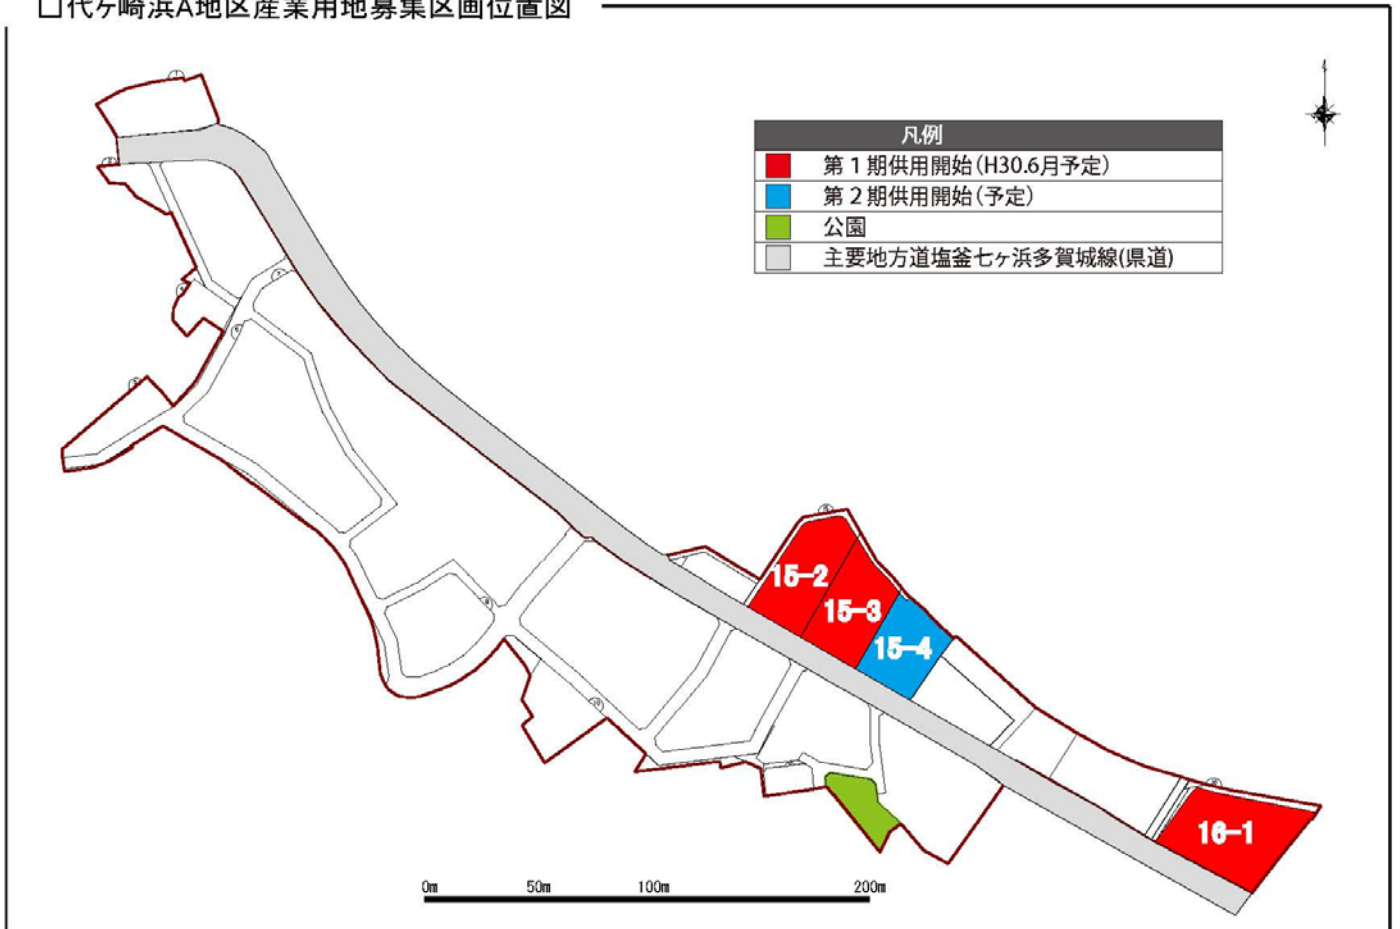 □代ヶ崎浜A地区産業用地募集区画位置図
凡例
第1期供用開始(H30.6月予定)
第2期供用開始(予定)
公園
主要地方道塩釜七ヶ浜多賀城線(県道)
15-2
15-3
15-4
16-1
0m 50m 100m 200m